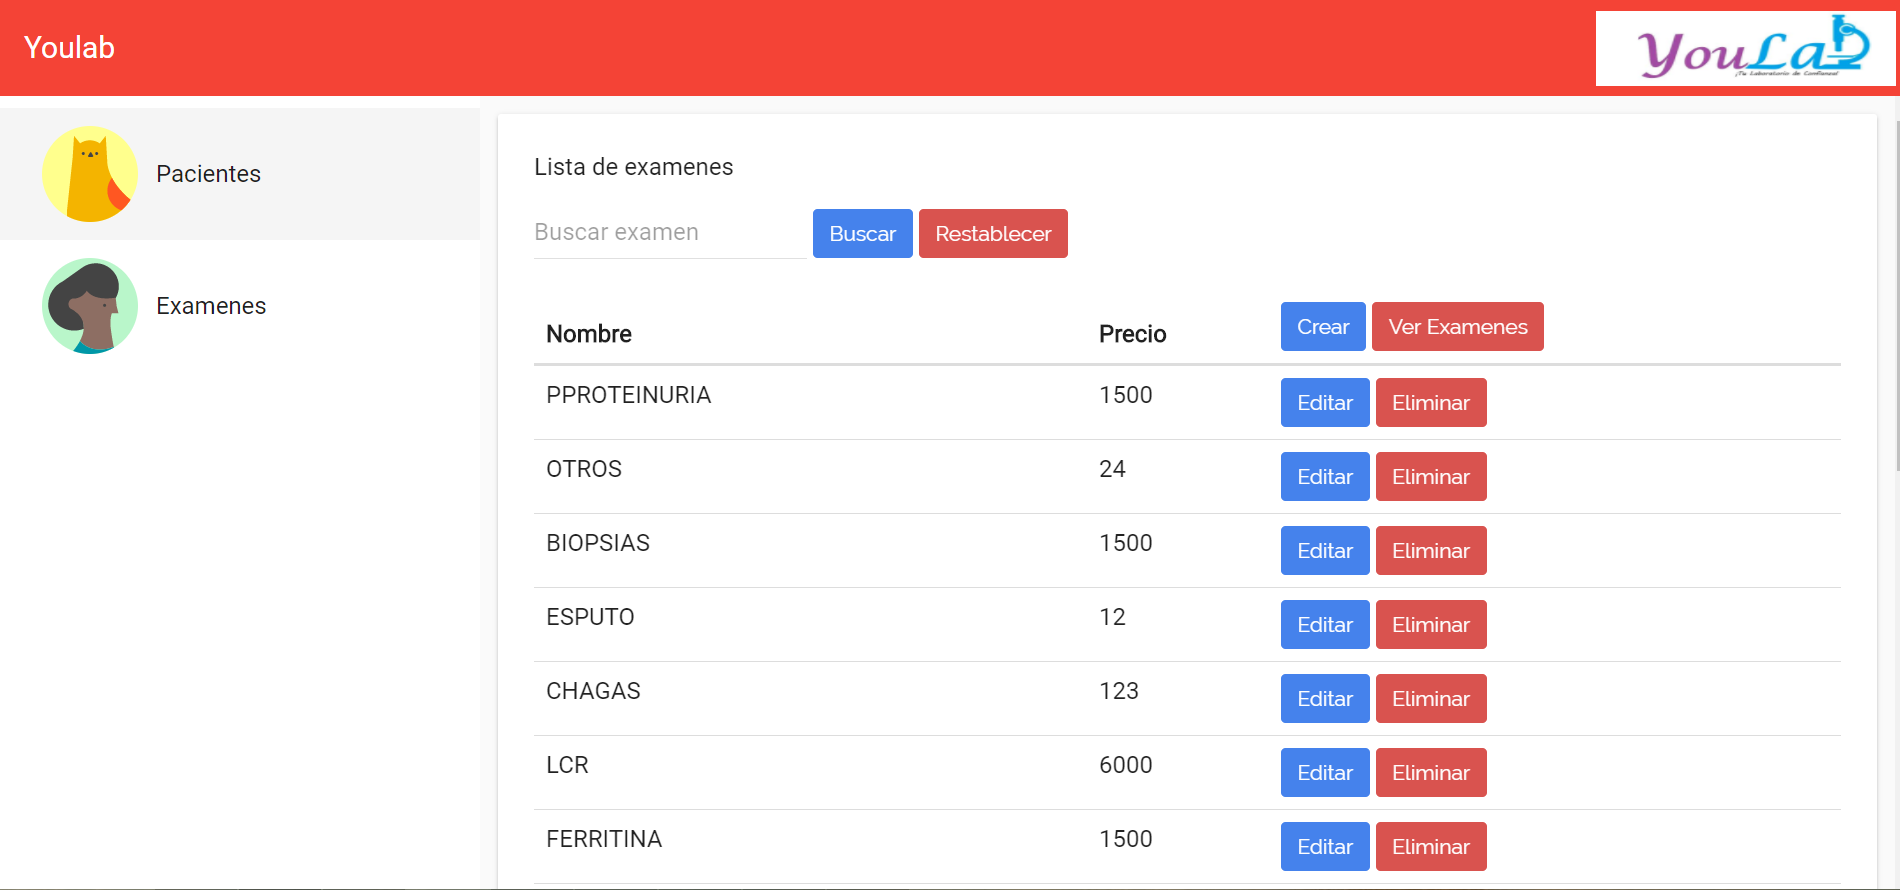 Youlab
YouLab
¡Tu Laboratorio de Confianza!
Pacientes
Examenes
Lista de examenes
Buscar examen Buscar Restablecer
Nombre Precio Crear Ver Examenes
PPROTEINURIA 1500 Editar Eliminar
OTROS 24 Editar Eliminar
BIOPSIAS 1500 Editar Eliminar
ESPUTO 12 Editar Eliminar
CHAGAS 123 Editar Eliminar
LCR 6000 Editar Eliminar
FERRITINA 1500 Editar Eliminar